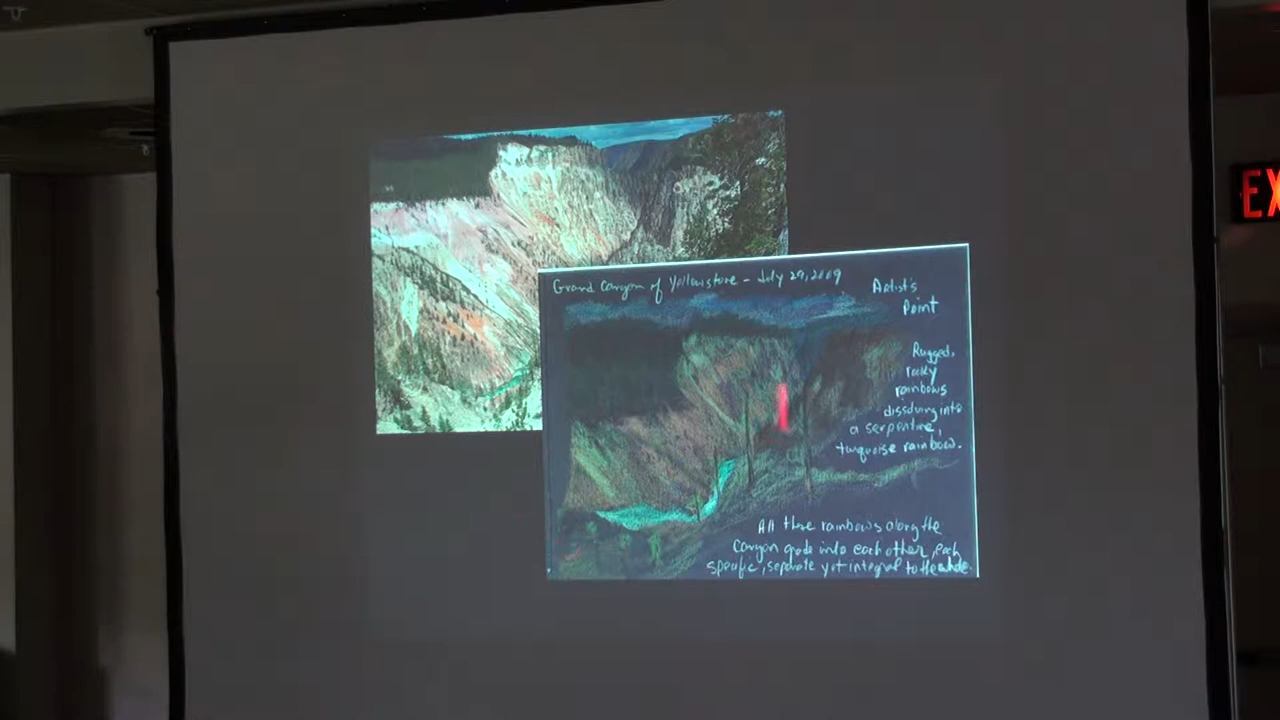 Grand Canyon of Yellowstone - July 29, 2009
Artist's
Point
Rugged,
rocky
rainbows
dissolving into
a serpentine,
turquoise rainbow.
All these rainbows along the
Canyon grade into each other, each
specific, separate yet integral to the whole.
EX